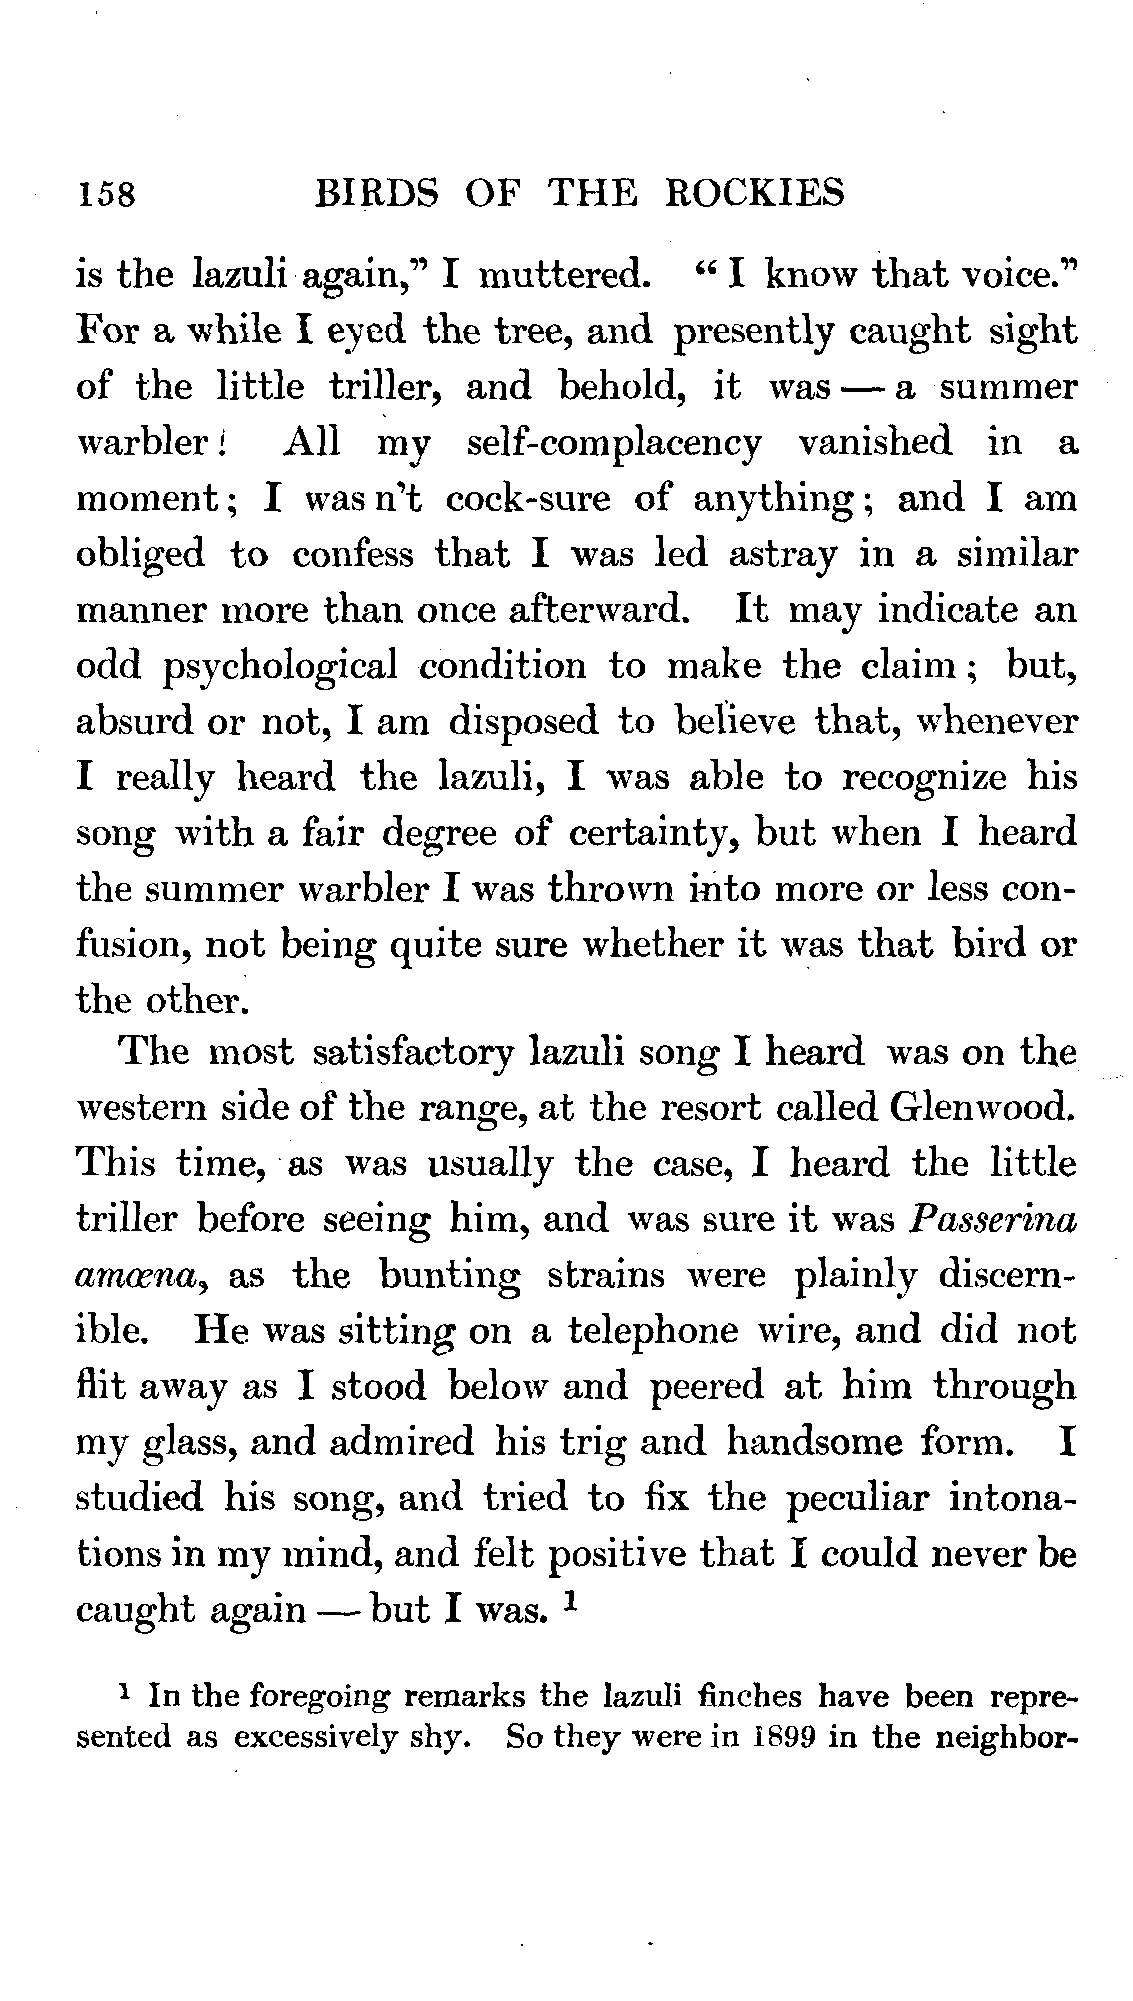 158 BIRDS OF THE ROCKIES
is the lazuli again,” I muttered. “ I know that voice.”
For a while I eyed the tree, and presently caught sight
of the little triller, and behold, it was — a summer
warbler! All my self-complacency vanished in a
moment; I was n’t cock-sure of anything; and I am
obliged to confess that I was led astray in a similar
manner more than once afterward. It may indicate an
odd psychological condition to make the claim; but,
absurd or not, I am disposed to believe that, whenever
I really heard the lazuli, I was able to recognize his
song with a fair degree of certainty, but when I heard
the summer warbler I was thrown into more or less con-
fusion, not being quite sure whether it was that bird or
the other.
The most satisfactory lazuli song I heard was on the
western side of the range, at the resort called Glenwood.
This time, as was usually the case, I heard the little
triller before seeing him, and was sure it was Passerina
amœna, as the bunting strains were plainly discern-
ible. He was sitting on a telephone wire, and did not
flit away as I stood below and peered at him through
my glass, and admired his trig and handsome form. I
studied his song, and tried to fix the peculiar intona-
tions in my mind, and felt positive that I could never be
caught again — but I was. ¹
¹ In the foregoing remarks the lazuli finches have been repre-
sented as excessively shy. So they were in 1899 in the neighbor-